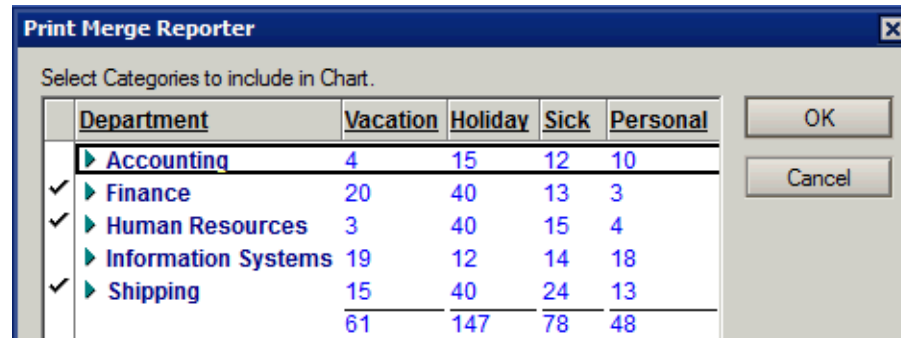 Print Merge Reporter
Select Categories to include in Chart.
Department Vacation Holiday Sick Personal
Accounting 4 15 12 10
Finance 20 40 13 3
Human Resources 3 40 15 4
Information Systems 19 12 14 18
Shipping 15 40 24 13
61 147 78 48
OK
Cancel